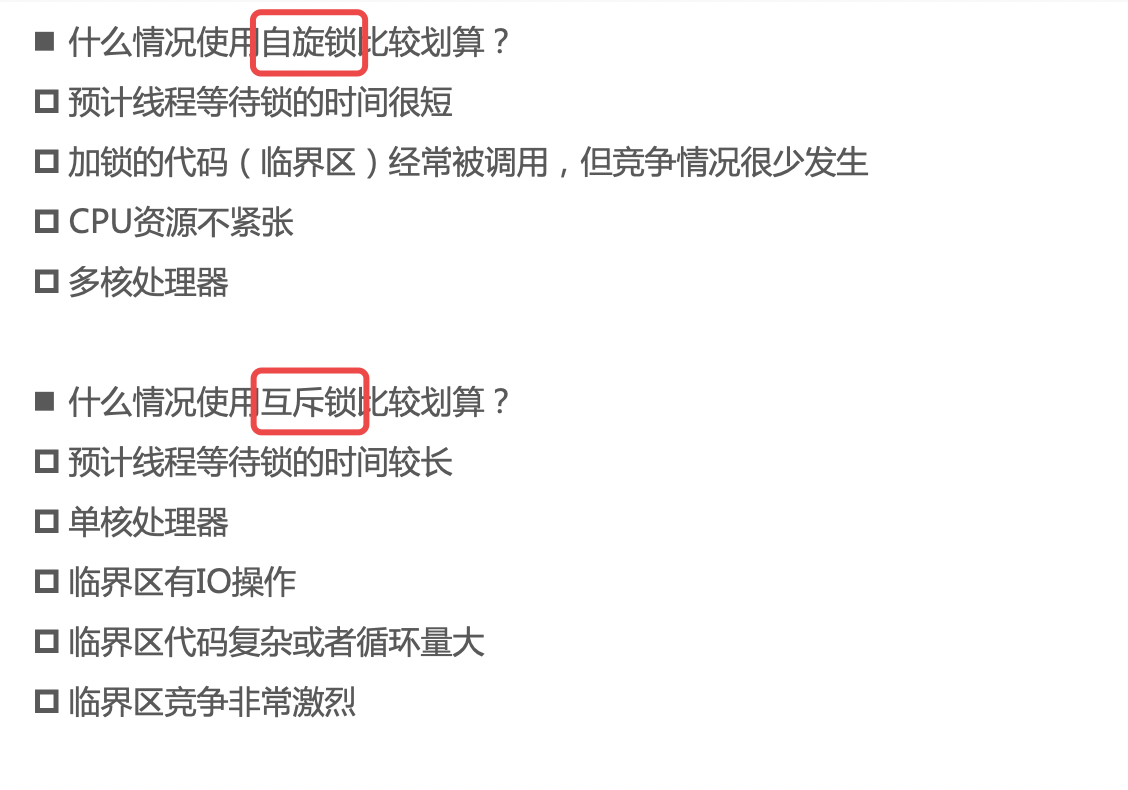 什么情况使用自旋锁比较划算？
预计线程等待锁的时间很短
加锁的代码（临界区）经常被调用，但竞争情况很少发生
CPU资源不紧张
多核处理器
什么情况使用互斥锁比较划算？
预计线程等待锁的时间较长
单核处理器
临界区有IO操作
临界区代码复杂或者循环量大
临界区竞争非常激烈